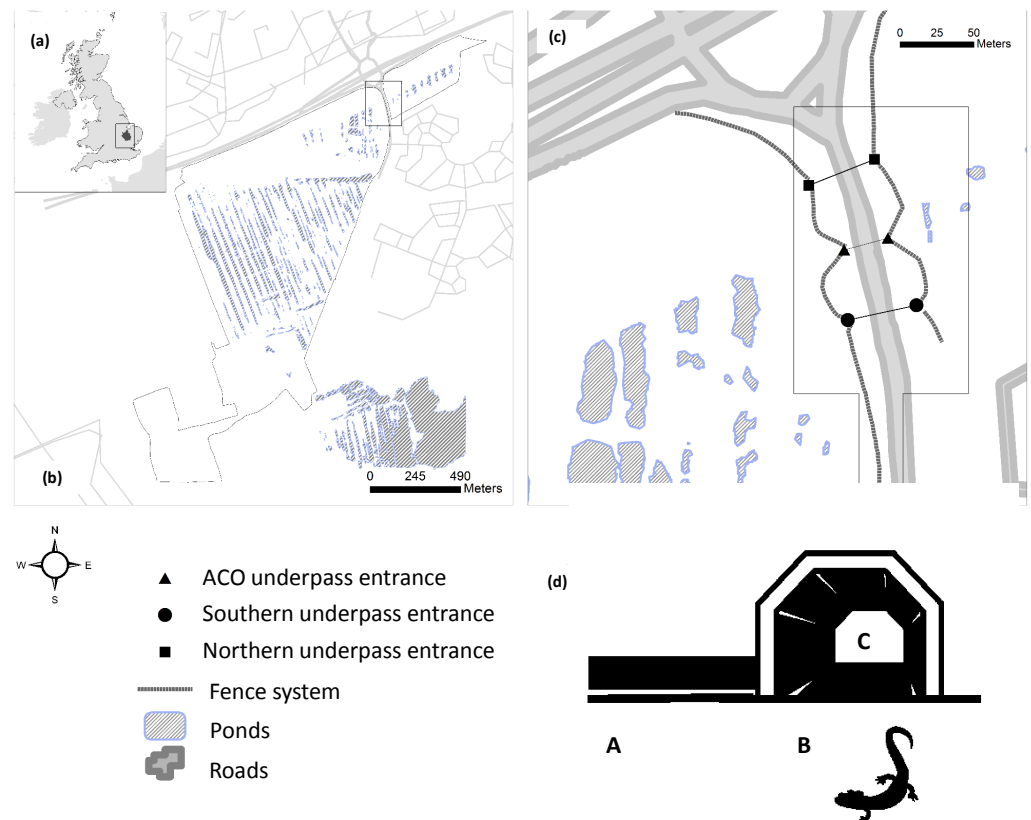 (a)
(b)
0 245 490
Meters
(c)
0 25 50
Meters
N
W E
S
ACO underpass entrance
Southern underpass entrance
Northern underpass entrance
Fence system
Ponds
Roads
(d)
C
A B